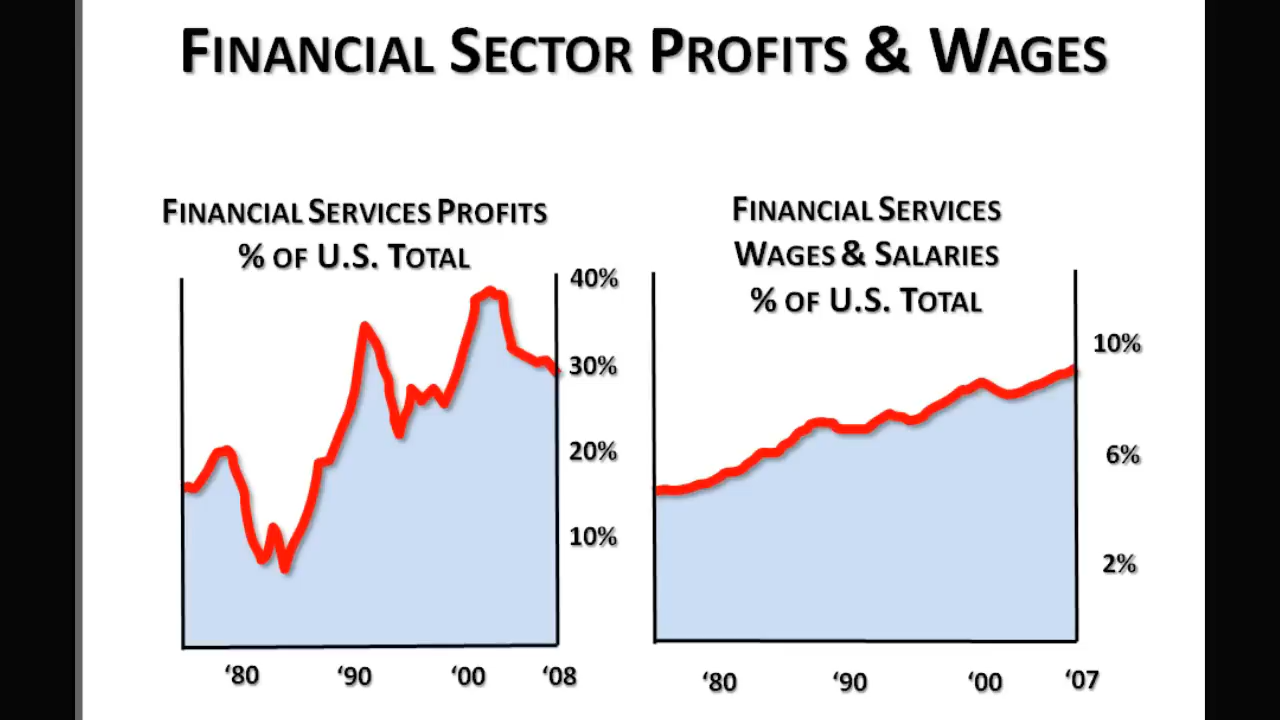 FINANCIAL SECTOR PROFITS & WAGES
FINANCIAL SERVICES PROFITS
% OF U.S. TOTAL
40%
30%
20%
10%
‘80 ‘90 ‘00 ‘08
FINANCIAL SERVICES
WAGES & SALARIES
% OF U.S. TOTAL
10%
6%
2%
‘80 ‘90 ‘00 ‘07